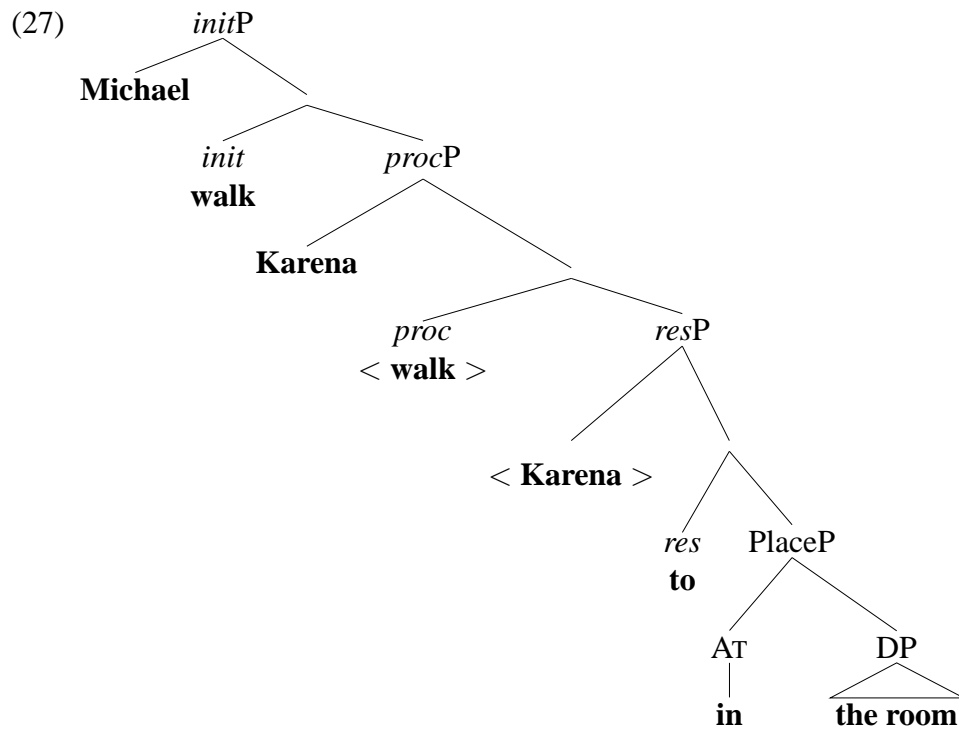 (27) initP
Michael
init procP
walk
Karena
proc resP
< walk >
< Karena >
res PlaceP
to
AT DP
in the room